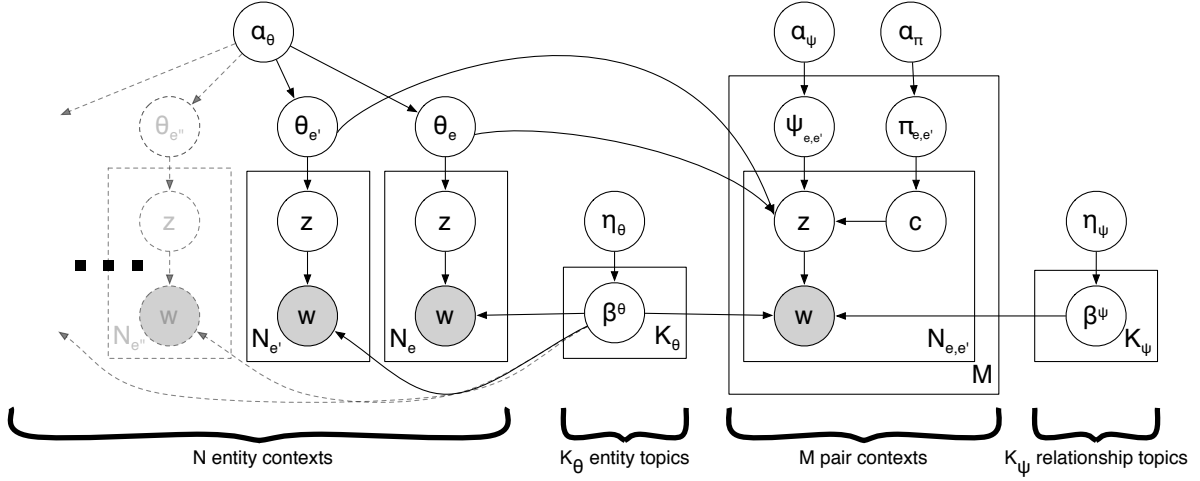 α_θ α_ψ α_π
θ_e'' θ_e' θ_e ψ_e,e' π_e,e'
z z z η_θ z c η_ψ
w w w β^θ w β^ψ
N_e'' N_e' N_e K_θ N_e,e' K_ψ
M
N entity contexts K_θ entity topics M pair contexts K_ψ relationship topics